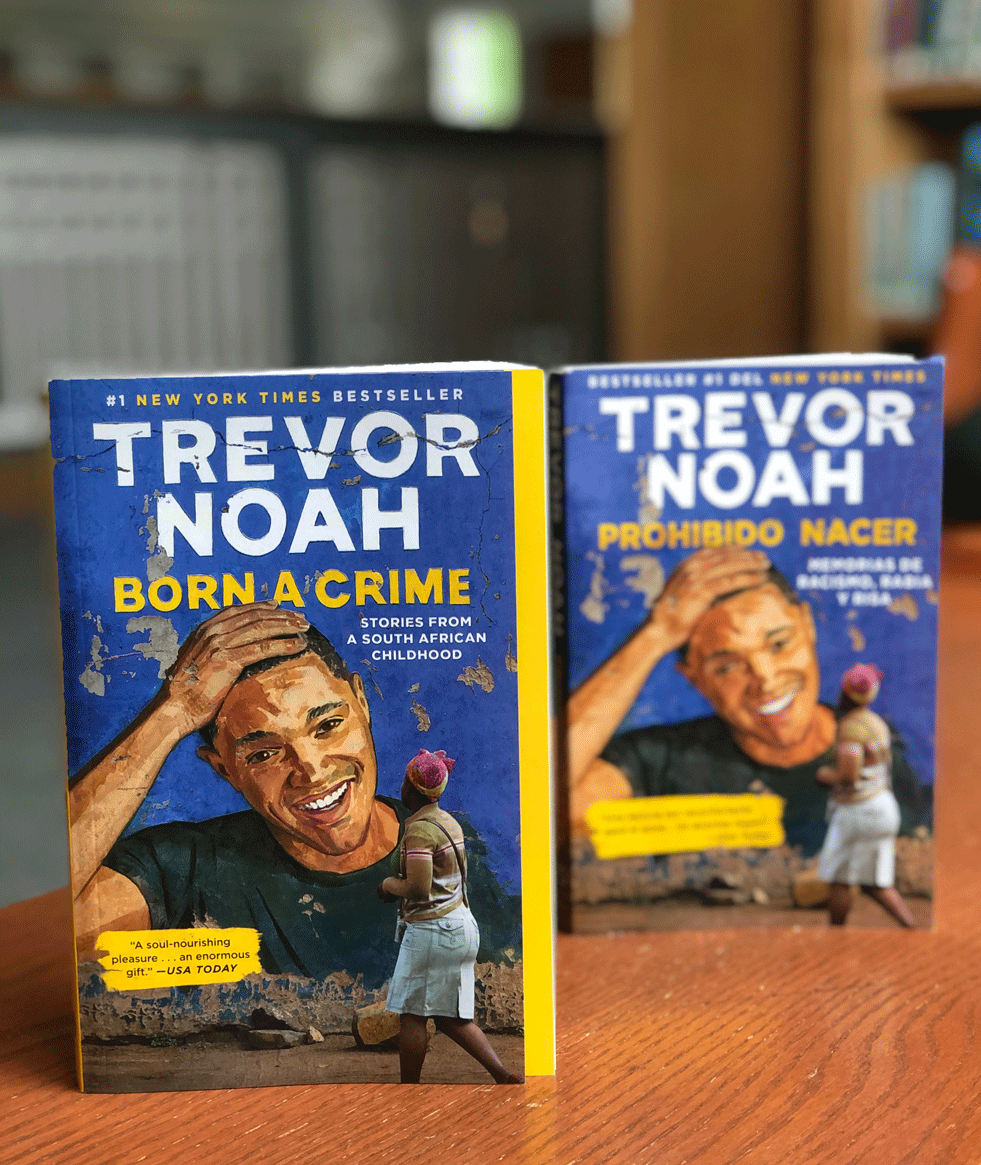 #1 NEW YORK TIMES BESTSELLER
TREVOR
NOAH
BORN A CRIME
STORIES FROM
A SOUTH AFRICAN
CHILDHOOD
“A soul-nourishing
pleasure . . . an enormous
gift.” —USA TODAY
BESTSELLER #1 DEL NEW YORK TIMES
TREVOR
NOAH
PROHIBIDO NACER
MEMORIAS DE
RACISMO, RABIA
Y RISA